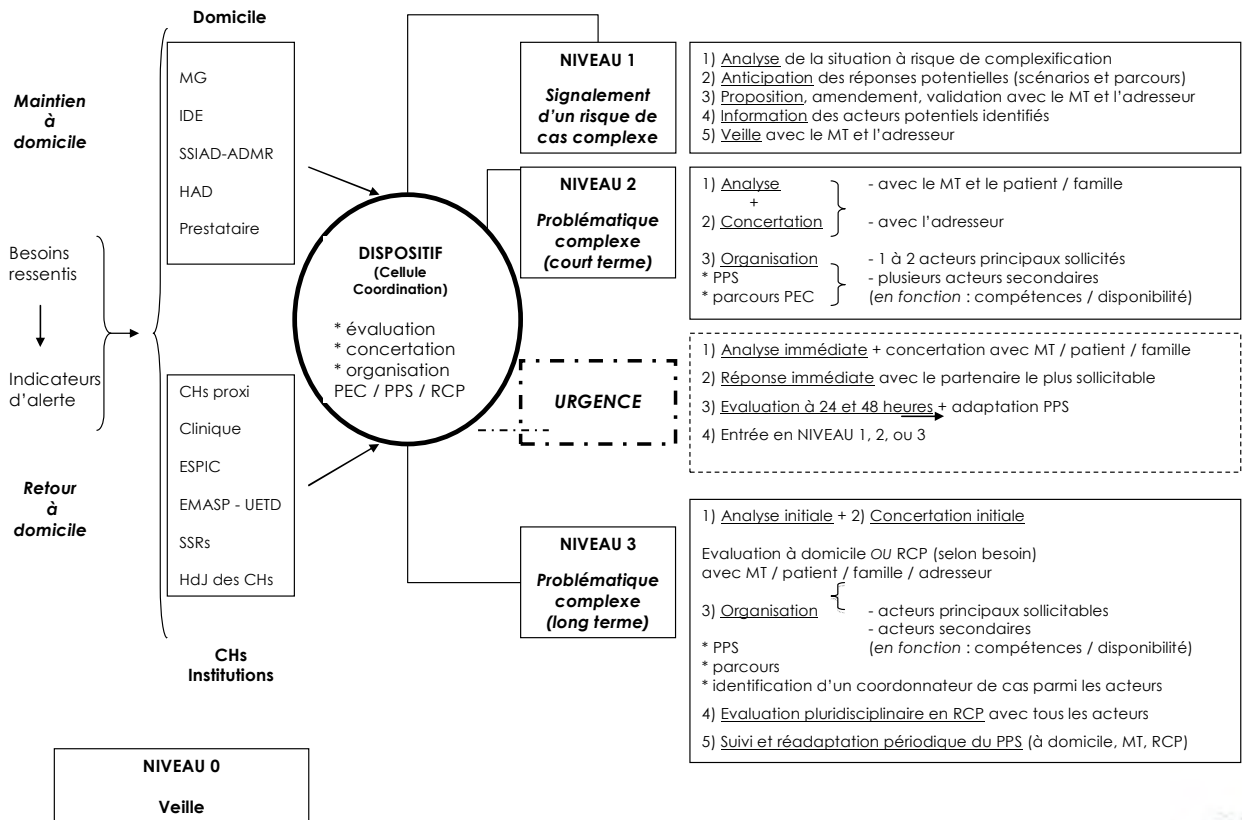 Domicile
MG
IDE
SSIAD-ADMR
HAD
Prestataire
Maintien
à
domicile
Besoins
ressentis
Indicateurs
d'alerte
Retour
à
domicile
CHs proxi
Clinique
ESPIC
EMASP - UETD
SSRs
HdJ des CHs
CHs
Institutions
DISPOSITIF
(Cellule
Coordination)
* évaluation
* concertation
* organisation
PEC / PPS / RCP
NIVEAU 1
Signalement
d'un risque de
cas complexe
1) Analyse de la situation à risque de complexification
2) Anticipation des réponses potentielles (scénarios et parcours)
3) Proposition, amendement, validation avec le MT et l'adresseur
4) Information des acteurs potentiels identifiés
5) Veille avec le MT et l'adresseur
NIVEAU 2
Problématique
complexe
(court terme)
1) Analyse - avec le MT et le patient / famille
+
2) Concertation - avec l'adresseur
3) Organisation - 1 à 2 acteurs principaux sollicités
* PPS - plusieurs acteurs secondaires
* parcours PEC (en fonction : compétences / disponibilité)
URGENCE
1) Analyse immédiate + concertation avec MT / patient / famille
2) Réponse immédiate avec le partenaire le plus sollicitable
3) Evaluation à 24 et 48 heures + adaptation PPS
4) Entrée en NIVEAU 1, 2, ou 3
NIVEAU 3
Problématique
complexe
(long terme)
1) Analyse initiale + 2) Concertation initiale
Evaluation à domicile OU RCP (selon besoin)
avec MT / patient / famille / adresseur
3) Organisation - acteurs principaux sollicitables
- acteurs secondaires
* PPS (en fonction : compétences / disponibilité)
* parcours
* identification d'un coordonnateur de cas parmi les acteurs
4) Evaluation pluridisciplinaire en RCP avec tous les acteurs
5) Suivi et réadaptation périodique du PPS (à domicile, MT, RCP)
NIVEAU 0
Veille